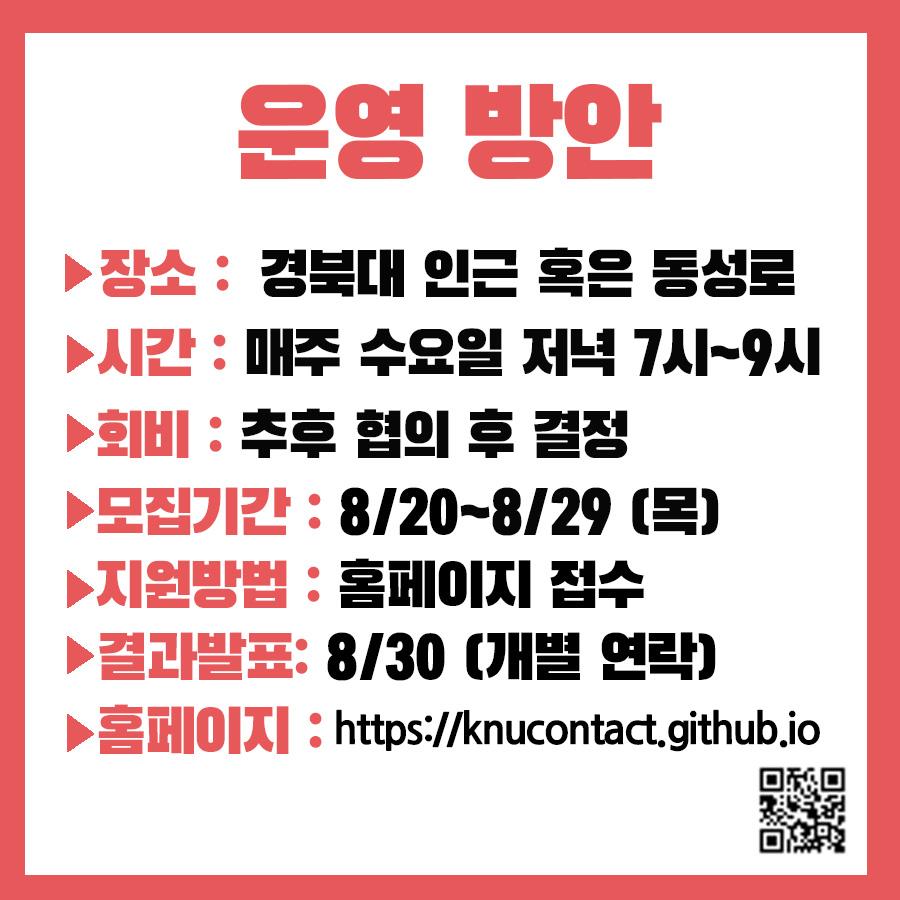 운영 방안
▶장소 : 경북대 인근 혹은 동성로
▶시간 : 매주 수요일 저녁 7시~9시
▶회비 : 추후 협의 후 결정
▶모집기간 : 8/20~8/29 (목)
▶지원방법 : 홈페이지 접수
▶결과발표: 8/30 (개별 연락)
▶홈페이지 : https://knucontact.github.io